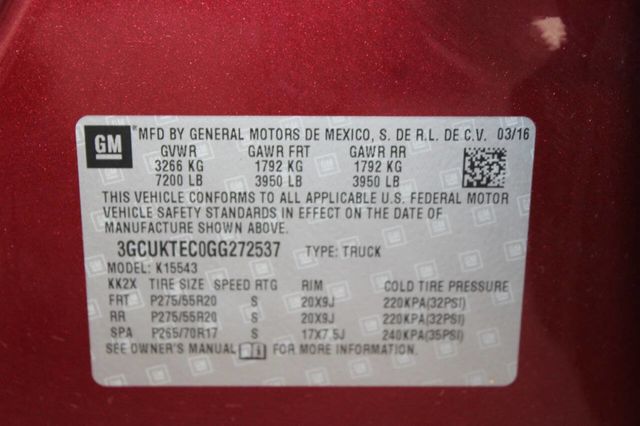 GM
MFD BY GENERAL MOTORS DE MEXICO, S. DE R.L. DE C.V. 03/16
GVWR GAWR FRT GAWR RR
3266 KG 1792 KG 1792 KG
7200 LB 3950 LB 3950 LB
THIS VEHICLE CONFORMS TO ALL APPLICABLE U.S. FEDERAL MOTOR
VEHICLE SAFETY STANDARDS IN EFFECT ON THE DATE OF
MANUFACTURE SHOWN ABOVE.
3GCUKTEC0GG272537 TYPE: TRUCK
MODEL: K15543
KK2X TIRE SIZE SPEED RTG RIM COLD TIRE PRESSURE
FRT P275/55R20 S 20X9J 220KPA(32PSI)
RR P275/55R20 S 20X9J 220KPA(32PSI)
SPA P265/70R17 S 17X7.5J 240KPA(35PSI)
SEE OWNER'S MANUAL FOR MORE INFORMATION.